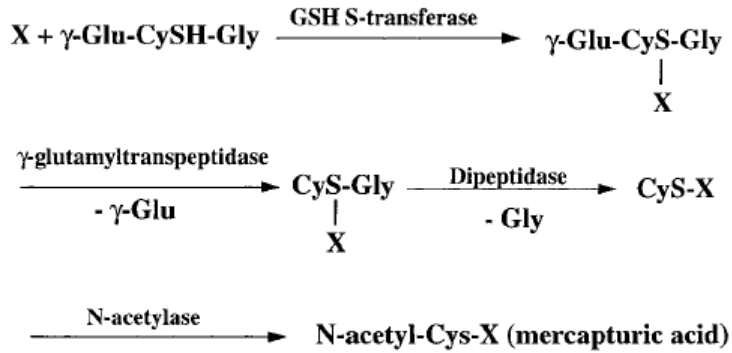 GSH S-transferase
X + γ-Glu-CySH-Gly
γ-Glu-CyS-Gly
X
γ-glutamyltranspeptidase
- γ-Glu
CyS-Gly
X
Dipeptidase
- Gly
CyS-X
N-acetylase
N-acetyl-Cys-X (mercapturic acid)